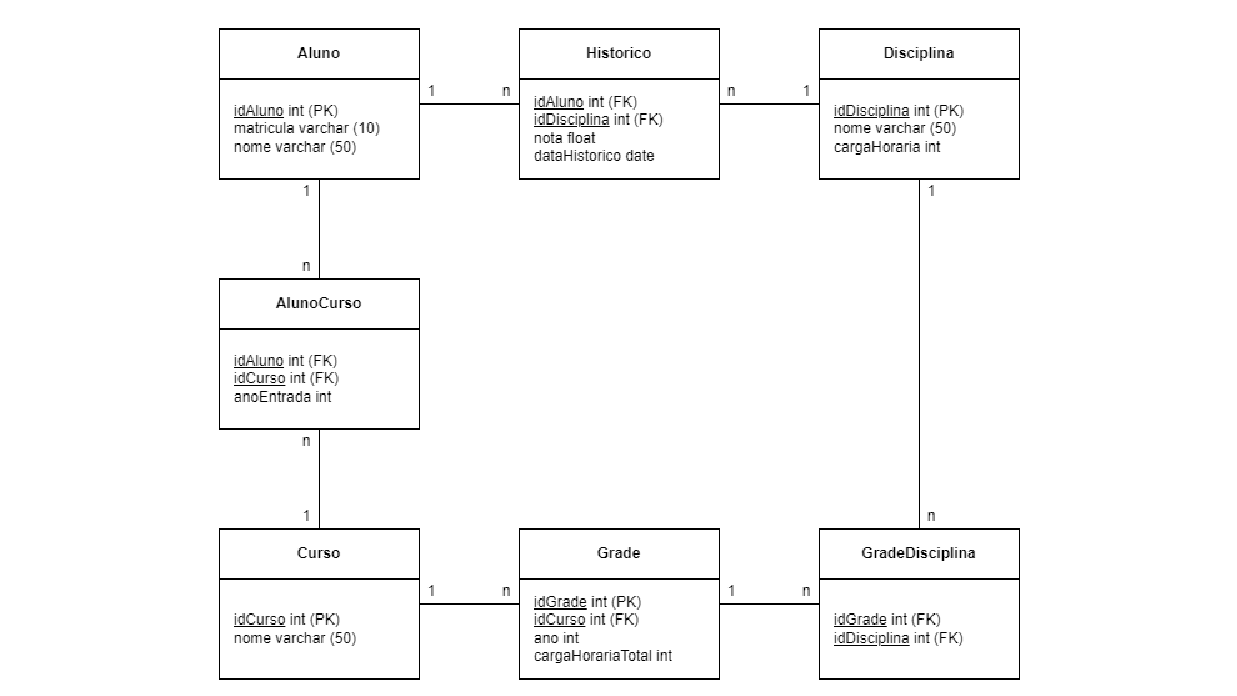 Aluno
idAluno int (PK)
matricula varchar (10)
nome varchar (50)
1
n
Historico
idAluno int (FK)
idDisciplina int (FK)
nota float
dataHistorico date
n
1
Disciplina
idDisciplina int (PK)
nome varchar (50)
cargaHoraria int
1
n
1
AlunoCurso
idAluno int (FK)
idCurso int (FK)
anoEntrada int
n
1
n
Curso
idCurso int (PK)
nome varchar (50)
1
n
Grade
idGrade int (PK)
idCurso int (FK)
ano int
cargaHorariaTotal int
1
n
GradeDisciplina
idGrade int (FK)
idDisciplina int (FK)